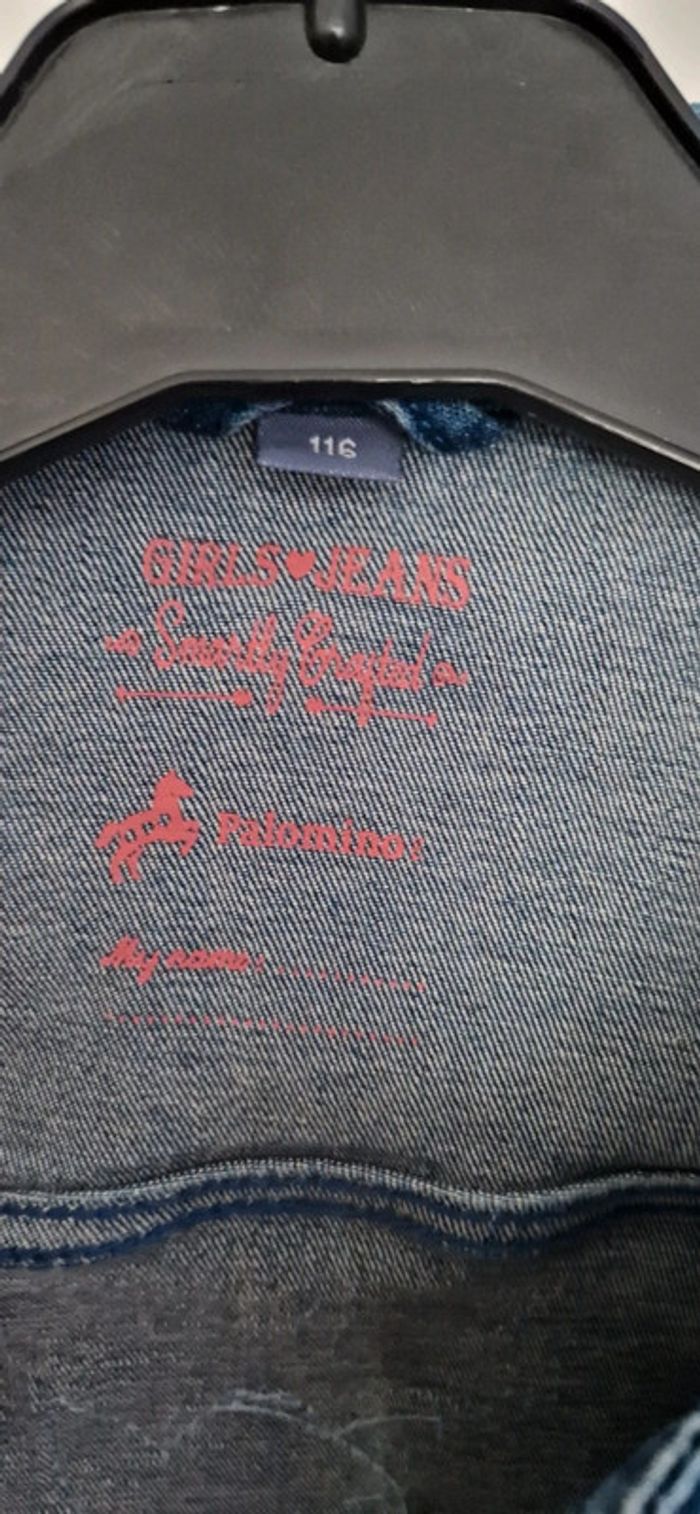 116
GIRLS♥JEANS
Smartly Crafted
Palomino!
My name: ............
........................